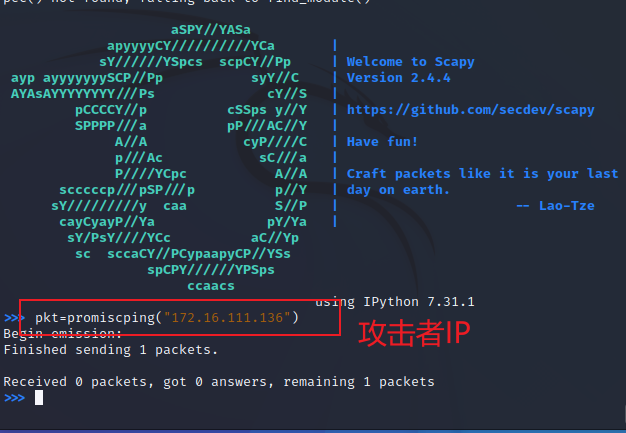 pec() not found, falling back to find_module()
aSPY//YASa
apyyyyCY//////////YCa |
sY//////YSpcs scpCY//Pp | Welcome to Scapy
ayp ayyyyyyySCP//Pp syY//C | Version 2.4.4
AYAsAYYYYYYYY///Ps cY//S |
pCCCCY//p cSSps y//Y | https://github.com/secdev/scapy
SPPPP///a pP///AC//Y |
A//A cyP////C | Have fun!
p///Ac sC///a |
P////YCpc A//A | Craft packets like it is your last
scccccp///pSP///p p//Y | day on earth.
sY/////////y caa S//P | -- Lao-Tze
cayCyayP//Ya pY/Ya |
sY/PsY////YCc aC//Yp
sc sccaCY//PCypaapyCP//YSs
spCPY//////YPSps
ccaacs
using IPython 7.31.1
>>> pkt=promiscping("172.16.111.136")
Begin emission:
Finished sending 1 packets.
攻击者IP
Received 0 packets, got 0 answers, remaining 1 packets
>>>